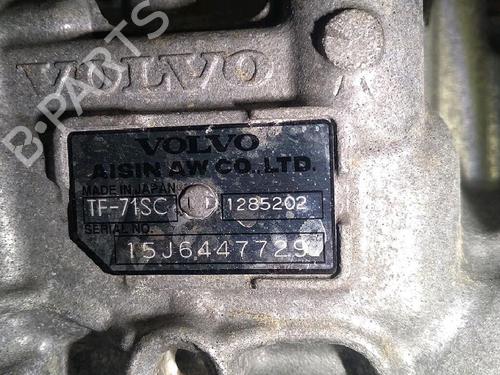 VOLVO
B-PARTS
VOLVO
AISIN AW CO., LTD.
MADE IN JAPAN
TF-71SC 1285202
SERIAL NO.
15J6447729